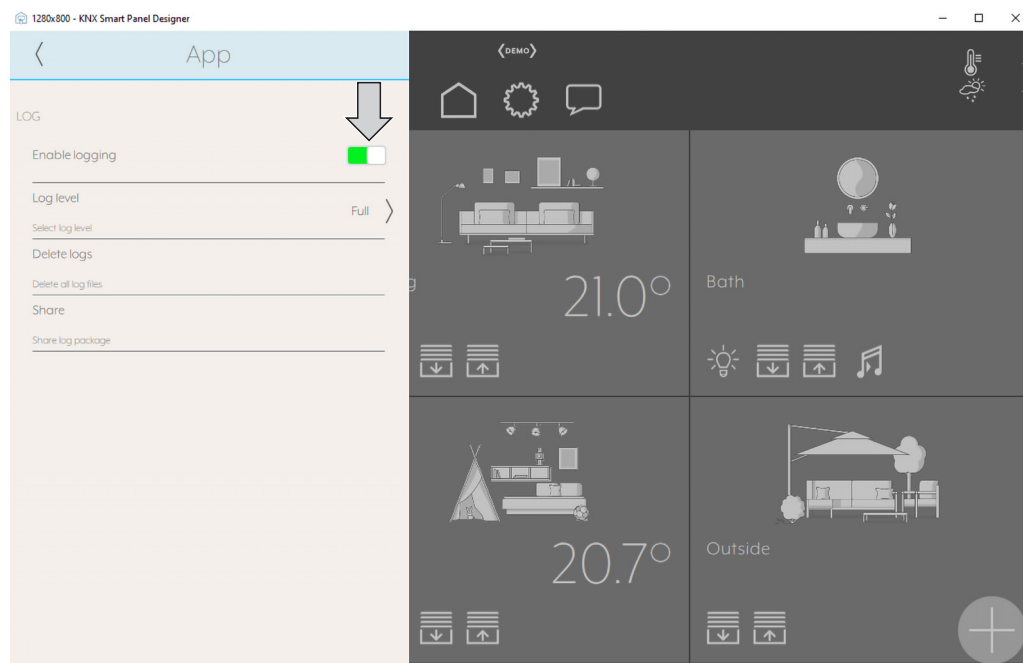 1280x800 - KNX Smart Panel Designer
App
LOG
Enable logging
Log level
Full
Select log level
Delete logs
Delete all log files
Share
Share log package
DEMO
g
21.0°
Bath
20.7°
Outside